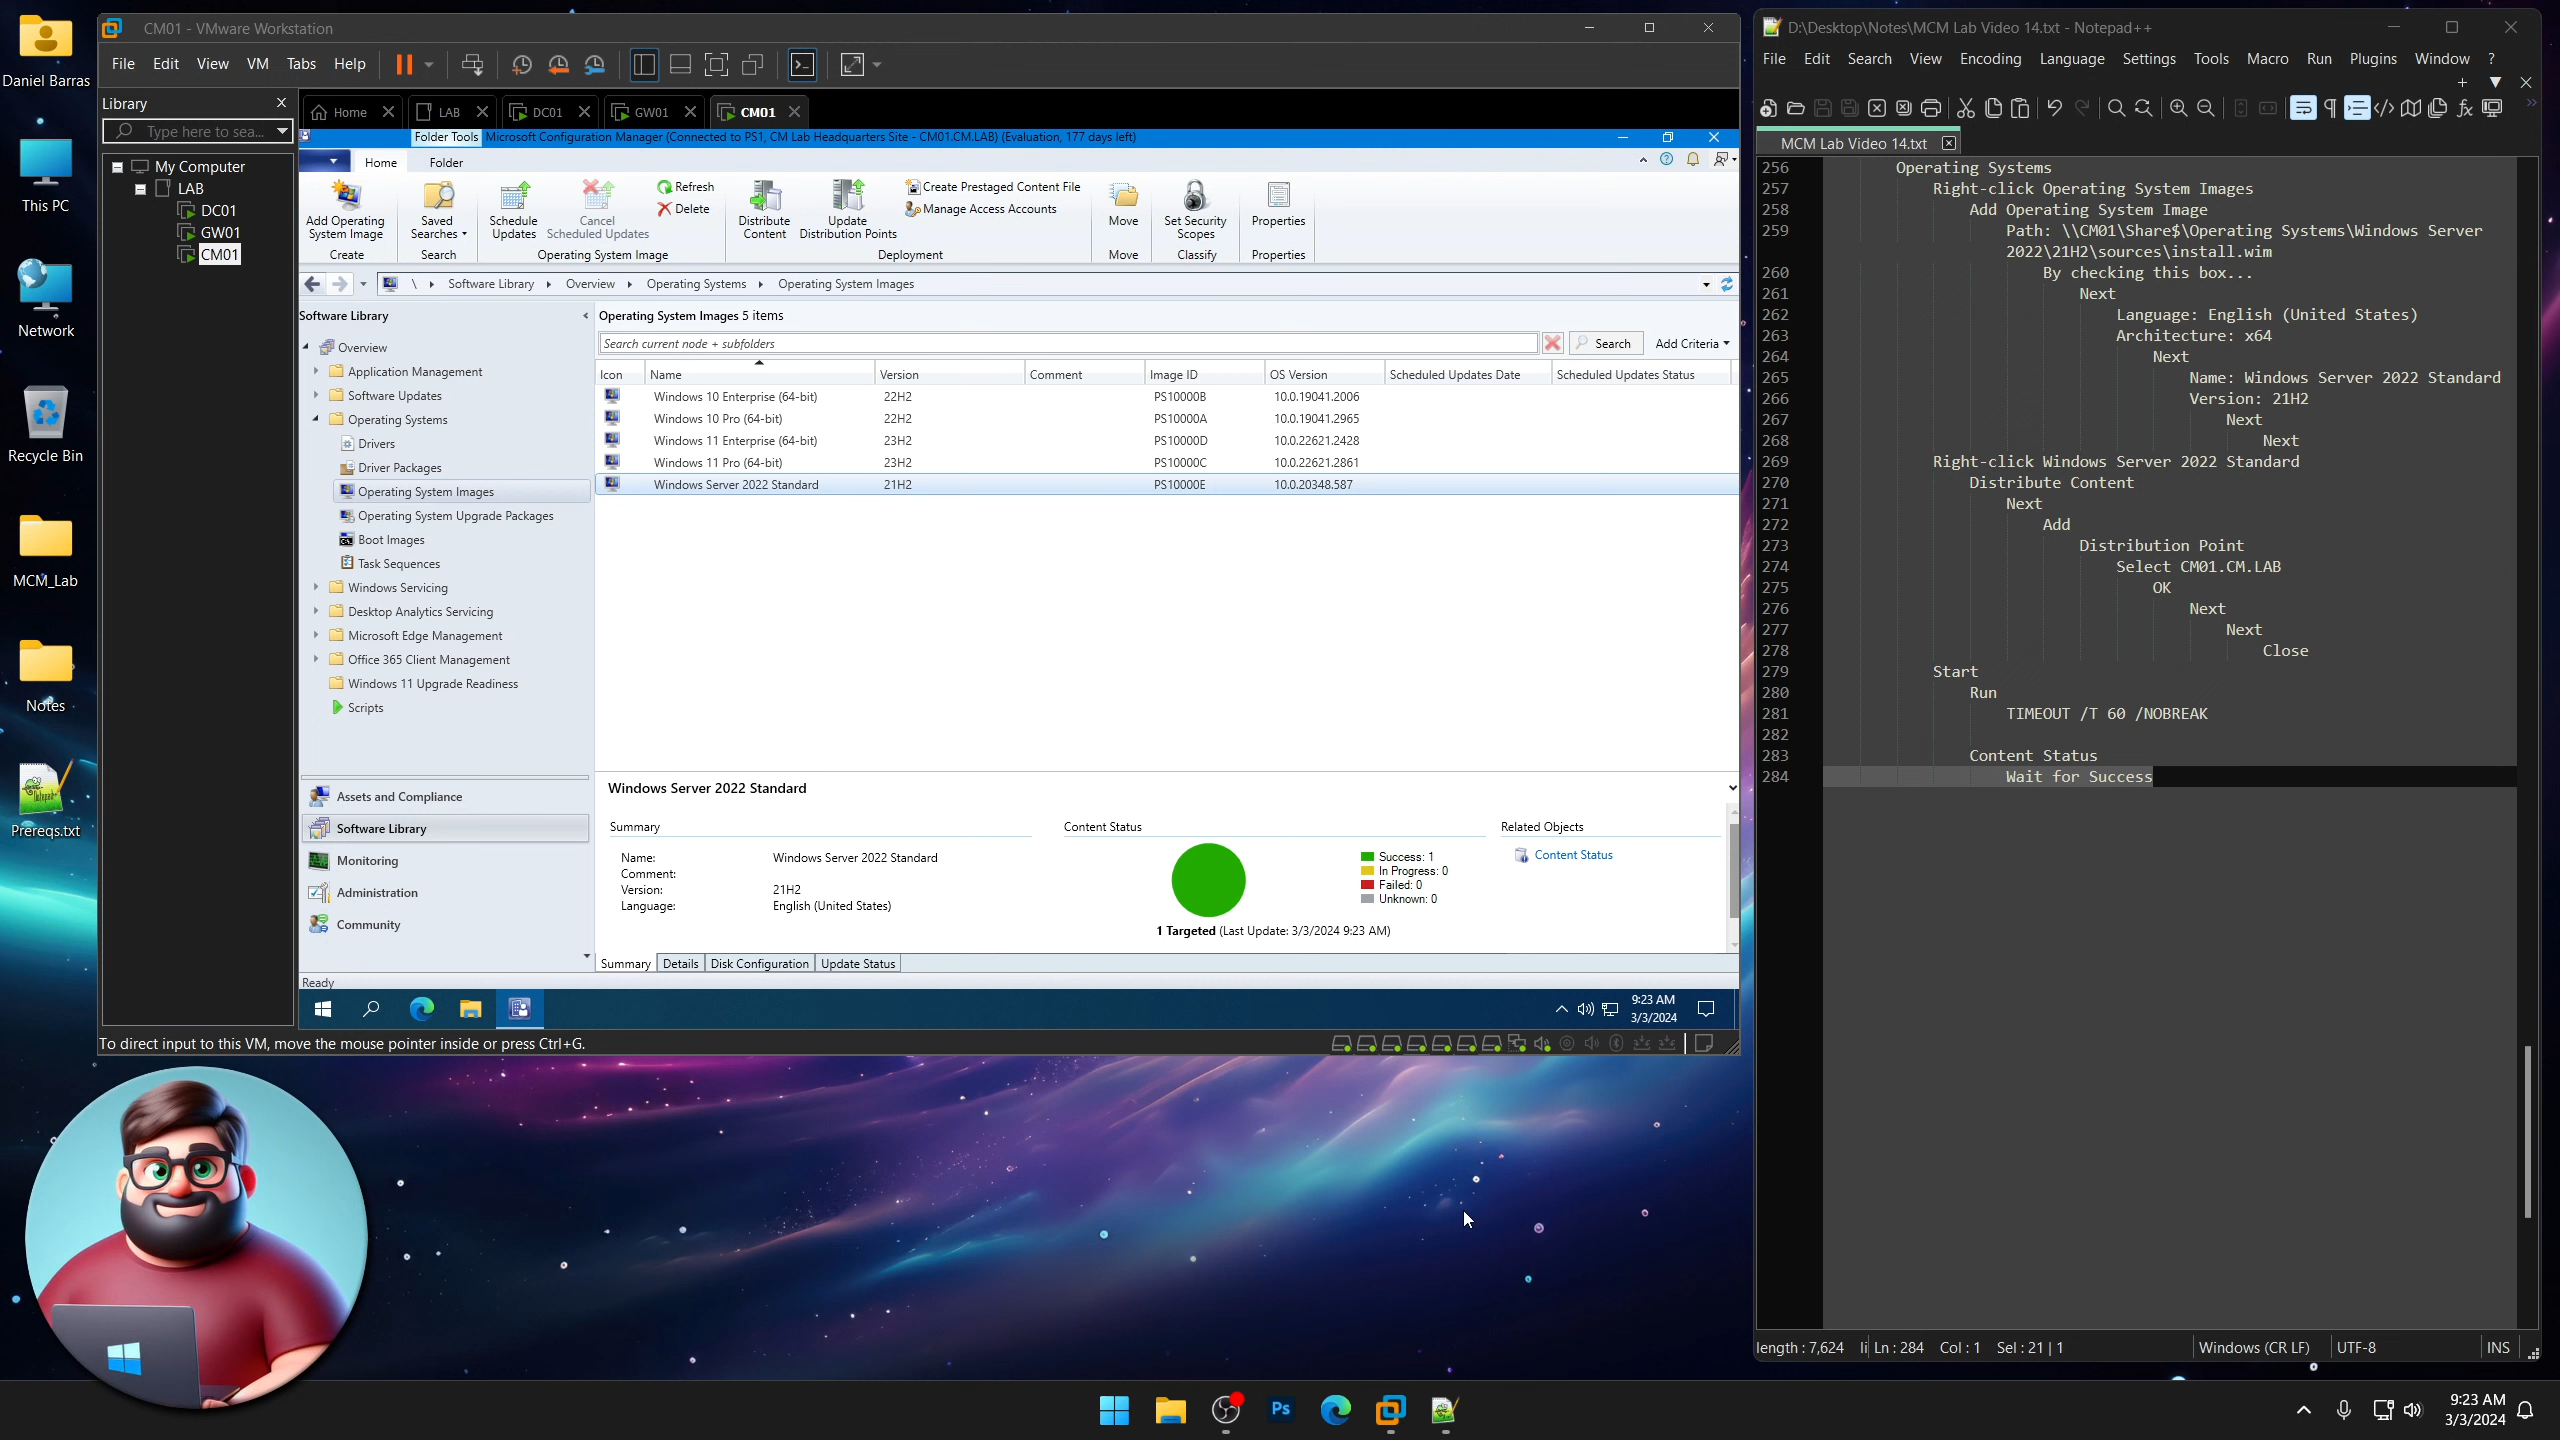 Daniel Barras
This PC
Network
Recycle Bin
MCM_Lab
Notes
Prereqs.txt
CM01 - VMware Workstation
File Edit View VM Tabs Help
Library
Type here to sea...
My Computer
LAB
DC01
GW01
CM01
Home LAB DC01 GW01 CM01
Folder Tools Microsoft Configuration Manager (Connected to PS1, CM Lab Headquarters Site - CM01.CM.LAB) (Evaluation, 177 days left)
Home Folder
Add Operating System Image
Create
Saved Searches
Search
Schedule Updates
Cancel Scheduled Updates
Refresh
Delete
Operating System Image
Distribute Content
Update Distribution Points
Create Prestaged Content File
Manage Access Accounts
Deployment
Move
Move
Set Security Scopes
Classify
Properties
Properties
\ Software Library Overview Operating Systems Operating System Images
Software Library
Overview
Application Management
Software Updates
Operating Systems
Drivers
Driver Packages
Operating System Images
Operating System Upgrade Packages
Boot Images
Task Sequences
Windows Servicing
Desktop Analytics Servicing
Microsoft Edge Management
Office 365 Client Management
Windows 11 Upgrade Readiness
Scripts
Assets and Compliance
Software Library
Monitoring
Administration
Community
Operating System Images 5 items
Search current node + subfolders Search Add Criteria
Icon Name Version Comment Image ID OS Version Scheduled Updates Date Scheduled Updates Status
Windows 10 Enterprise (64-bit) 22H2 PS10000B 10.0.19041.2006
Windows 10 Pro (64-bit) 22H2 PS10000A 10.0.19041.2965
Windows 11 Enterprise (64-bit) 23H2 PS10000D 10.0.22621.2428
Windows 11 Pro (64-bit) 23H2 PS10000C 10.0.22621.2861
Windows Server 2022 Standard 21H2 PS10000E 10.0.20348.587
Windows Server 2022 Standard
Summary
Name: Windows Server 2022 Standard
Comment:
Version: 21H2
Language: English (United States)
Content Status
Success: 1
In Progress: 0
Failed: 0
Unknown: 0
1 Targeted (Last Update: 3/3/2024 9:23 AM)
Related Objects
Content Status
Summary Details Disk Configuration Update Status
Ready
9:23 AM
3/3/2024
To direct input to this VM, move the mouse pointer inside or press Ctrl+G.
D:\Desktop\Notes\MCM Lab Video 14.txt - Notepad++
File Edit Search View Encoding Language Settings Tools Macro Run Plugins Window ?
MCM Lab Video 14.txt
256 Operating Systems
257 Right-click Operating System Images
258 Add Operating System Image
259 Path: \\CM01\Share$\Operating Systems\Windows Server
2022\21H2\sources\install.wim
260 By checking this box...
261 Next
262 Language: English (United States)
263 Architecture: x64
264 Next
265 Name: Windows Server 2022 Standard
266 Version: 21H2
267 Next
268 Next
269 Right-click Windows Server 2022 Standard
270 Distribute Content
271 Next
272 Add
273 Distribution Point
274 Select CM01.CM.LAB
275 OK
276 Next
277 Next
278 Close
279 Start
280 Run
281 TIMEOUT /T 60 /NOBREAK
282
283 Content Status
284 Wait for Success
length : 7,624 li Ln : 284 Col : 1 Sel : 21 | 1 Windows (CR LF) UTF-8 INS
Ps
9:23 AM
3/3/2024